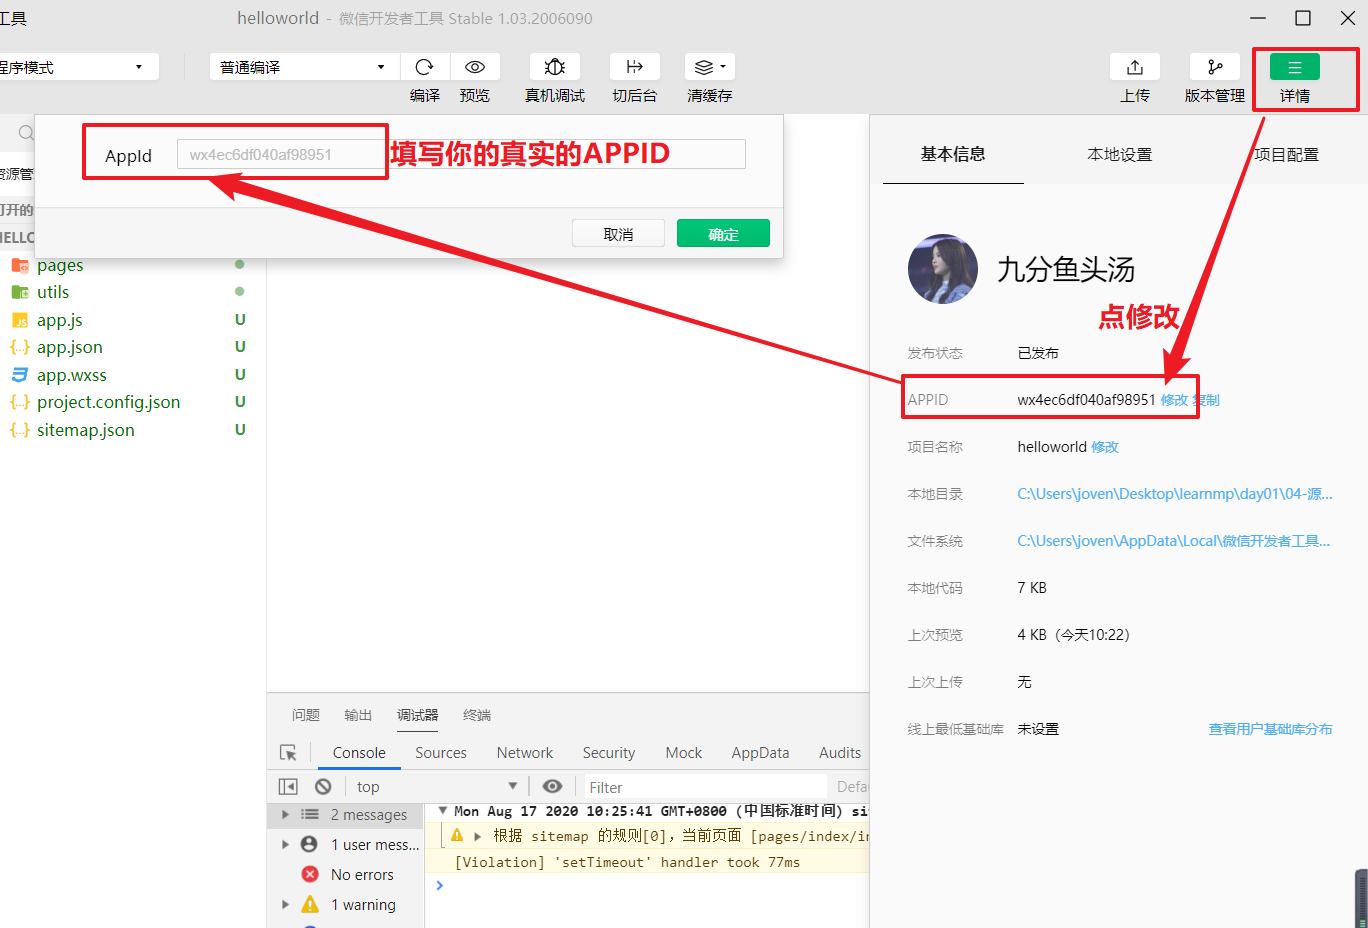 工具
helloworld - 微信开发者工具 Stable 1.03.2006090
程序模式
普通编译
编译
预览
真机调试
切后台
清缓存
上传
版本管理
详情
AppId
wx4ec6df040af98951
填写你的真实的APPID
取消
确定
资源管
打开的
HELLO
pages
utils
app.js U
app.json U
app.wxss U
project.config.json U
sitemap.json U
基本信息
本地设置
项目配置
九分鱼头汤
点修改
发布状态 已发布
APPID wx4ec6df040af98951 修改 复制
项目名称 helloworld 修改
本地目录 C:\Users\joven\Desktop\learnmp\day01\04-源...
文件系统 C:\Users\joven\AppData\Local\微信开发者工具...
本地代码 7 KB
上次预览 4 KB（今天10:22）
上次上传 无
线上最低基础库 未设置 查看用户基础库分布
问题 输出 调试器 终端
Console Sources Network Security Mock AppData Audits
top Filter Defa
2 messages
1 user mess...
No errors
1 warning
Mon Aug 17 2020 10:25:41 GMT+0800 (中国标准时间) si
根据 sitemap 的规则[0]，当前页面 [pages/index/in
[Violation] 'setTimeout' handler took 77ms